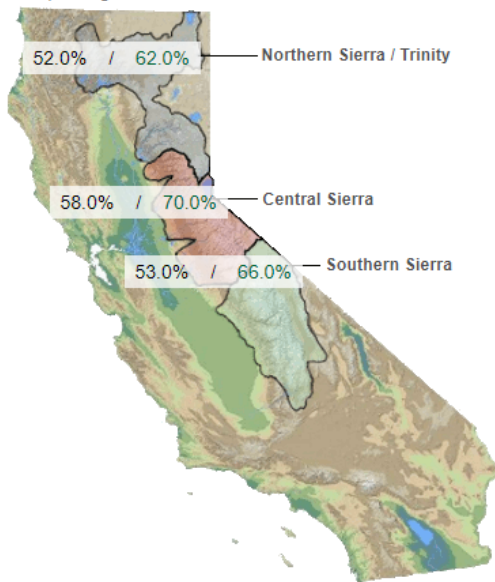 52.0% / 62.0% Northern Sierra / Trinity
58.0% / 70.0% Central Sierra
53.0% / 66.0% Southern Sierra